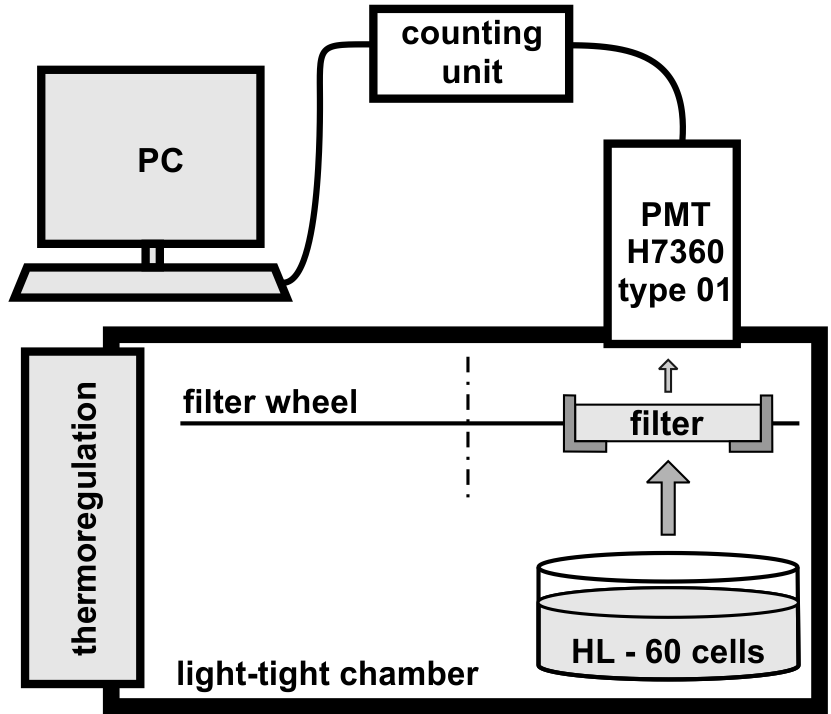 counting
unit
PC
PMT
H7360
type 01
filter wheel
filter
thermoregulation
HL - 60 cells
light-tight chamber